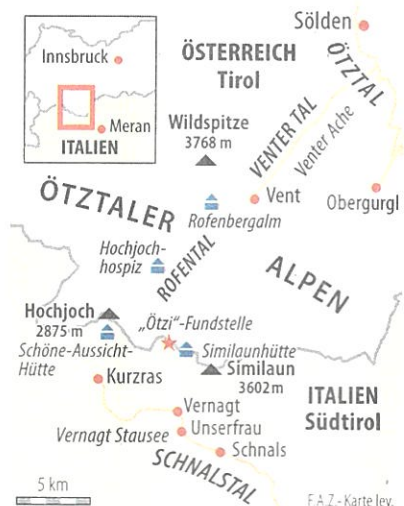 Innsbruck
Meran
ITALIEN
Sölden
ÖSTERREICH
Tirol
ÖTZTAL
Wildspitze
3768 m
VENTER TAL
Venter Ache
Vent
Obergurgl
Rofenbergalm
ÖTZTALER
ALPEN
Hochjoch-
hospiz
ROFENTAL
Hochjoch
2875 m
„Ötzi“-Fundstelle
Schöne-Aussicht-
Hütte
Similaunhütte
Similaun
3602 m
Kurzras
ITALIEN
Südtirol
Vernagt
Unserfrau
Vernagt Stausee
Schnals
SCHNALSTAL
5 km
F.A.Z.-Karte lev.